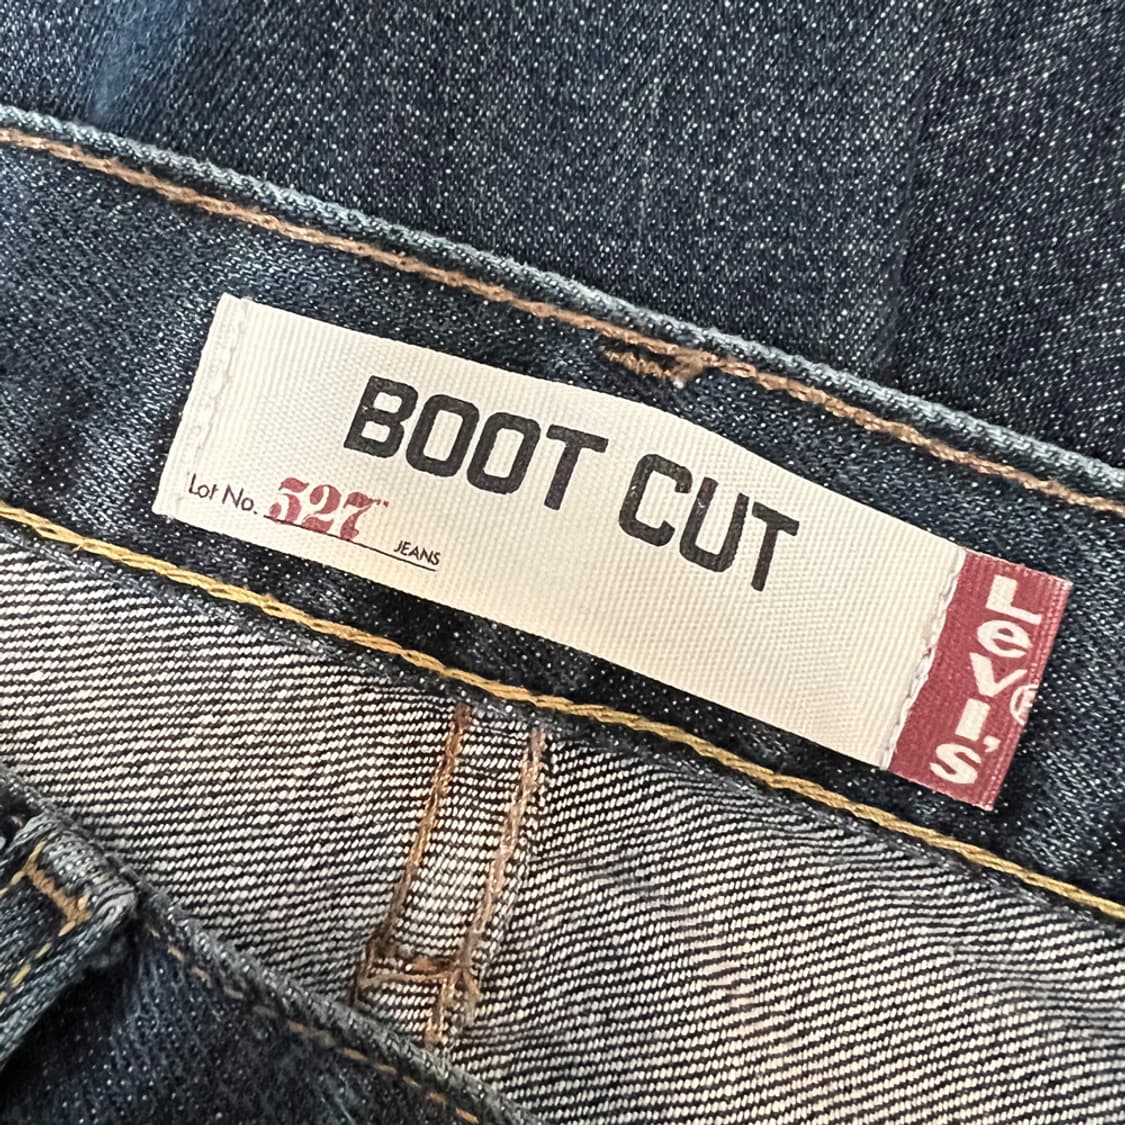 BOOT CUT
Lot No. 527™ JEANS
Levi's®